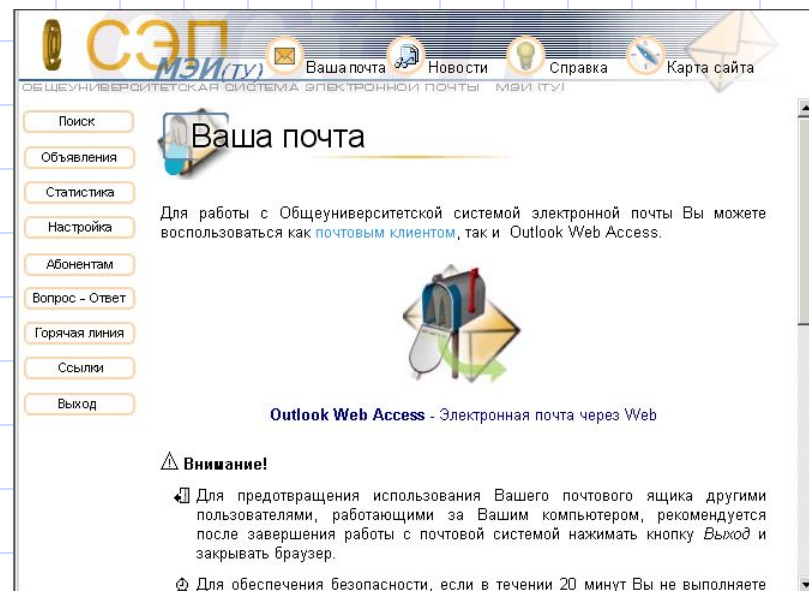 ОСЭП
МЭИ(ТУ)
Ваша почта Новости Справка Карта сайта
ОБЩЕУНИВЕРСИТЕТСКАЯ СИСТЕМА ЭЛЕКТРОННОЙ ПОЧТЫ МЭИ (ТУ)
Поиск
Объявления
Статистика
Настройка
Абонентам
Вопрос - Ответ
Горячая линия
Ссылки
Выход
Ваша почта
Для работы с Общеуниверситетской системой электронной почты Вы можете
воспользоваться как почтовым клиентом, так и Outlook Web Access.
Outlook Web Access - Электронная почта через Web
Внимание!
Для предотвращения использования Вашего почтового ящика другими
пользователями, работающими за Вашим компьютером, рекомендуется
после завершения работы с почтовой системой нажимать кнопку Выход и
закрывать браузер.
Для обеспечения безопасности, если в течении 20 минут Вы не выполняете